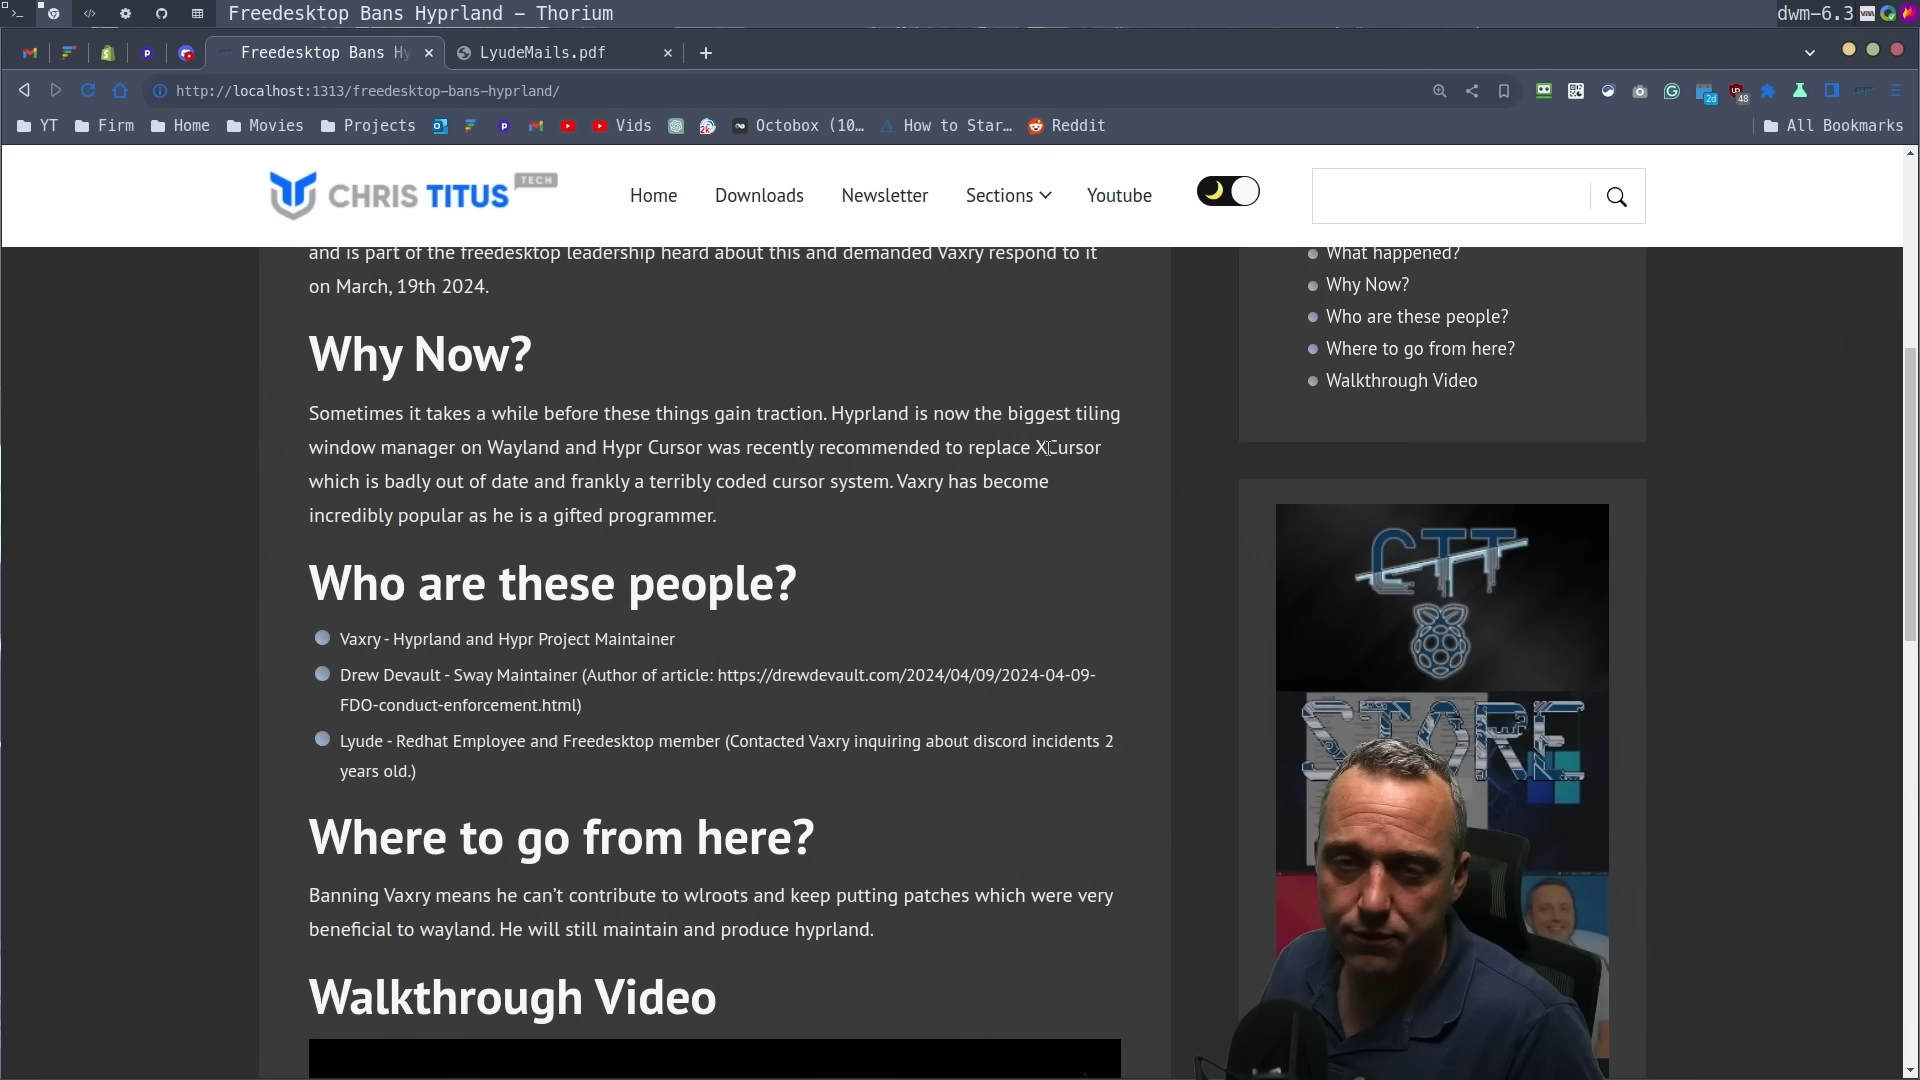 Freedesktop Bans Hyprland — Thorium
dwm-6.3
Freedesktop Bans Hy
LyudeMails.pdf
http://localhost:1313/freedesktop-bans-hyprland/
2d
48
YT
Firm
Home
Movies
Projects
Vids
Octobox (10…
How to Star…
Reddit
All Bookmarks
CHRIS TITUS TECH
Home
Downloads
Newsletter
Sections
Youtube
and is part of the freedesktop leadership heard about this and demanded Vaxry respond to it
on March, 19th 2024.
Why Now?
Sometimes it takes a while before these things gain traction. Hyprland is now the biggest tiling
window manager on Wayland and Hypr Cursor was recently recommended to replace XCursor
which is badly out of date and frankly a terribly coded cursor system. Vaxry has become
incredibly popular as he is a gifted programmer.
Who are these people?
Vaxry - Hyprland and Hypr Project Maintainer
Drew Devault - Sway Maintainer (Author of article: https://drewdevault.com/2024/04/09/2024-04-09-
FDO-conduct-enforcement.html)
Lyude - Redhat Employee and Freedesktop member (Contacted Vaxry inquiring about discord incidents 2
years old.)
Where to go from here?
Banning Vaxry means he can’t contribute to wlroots and keep putting patches which were very
beneficial to wayland. He will still maintain and produce hyprland.
Walkthrough Video
What happened?
Why Now?
Who are these people?
Where to go from here?
Walkthrough Video
CTT
STORE